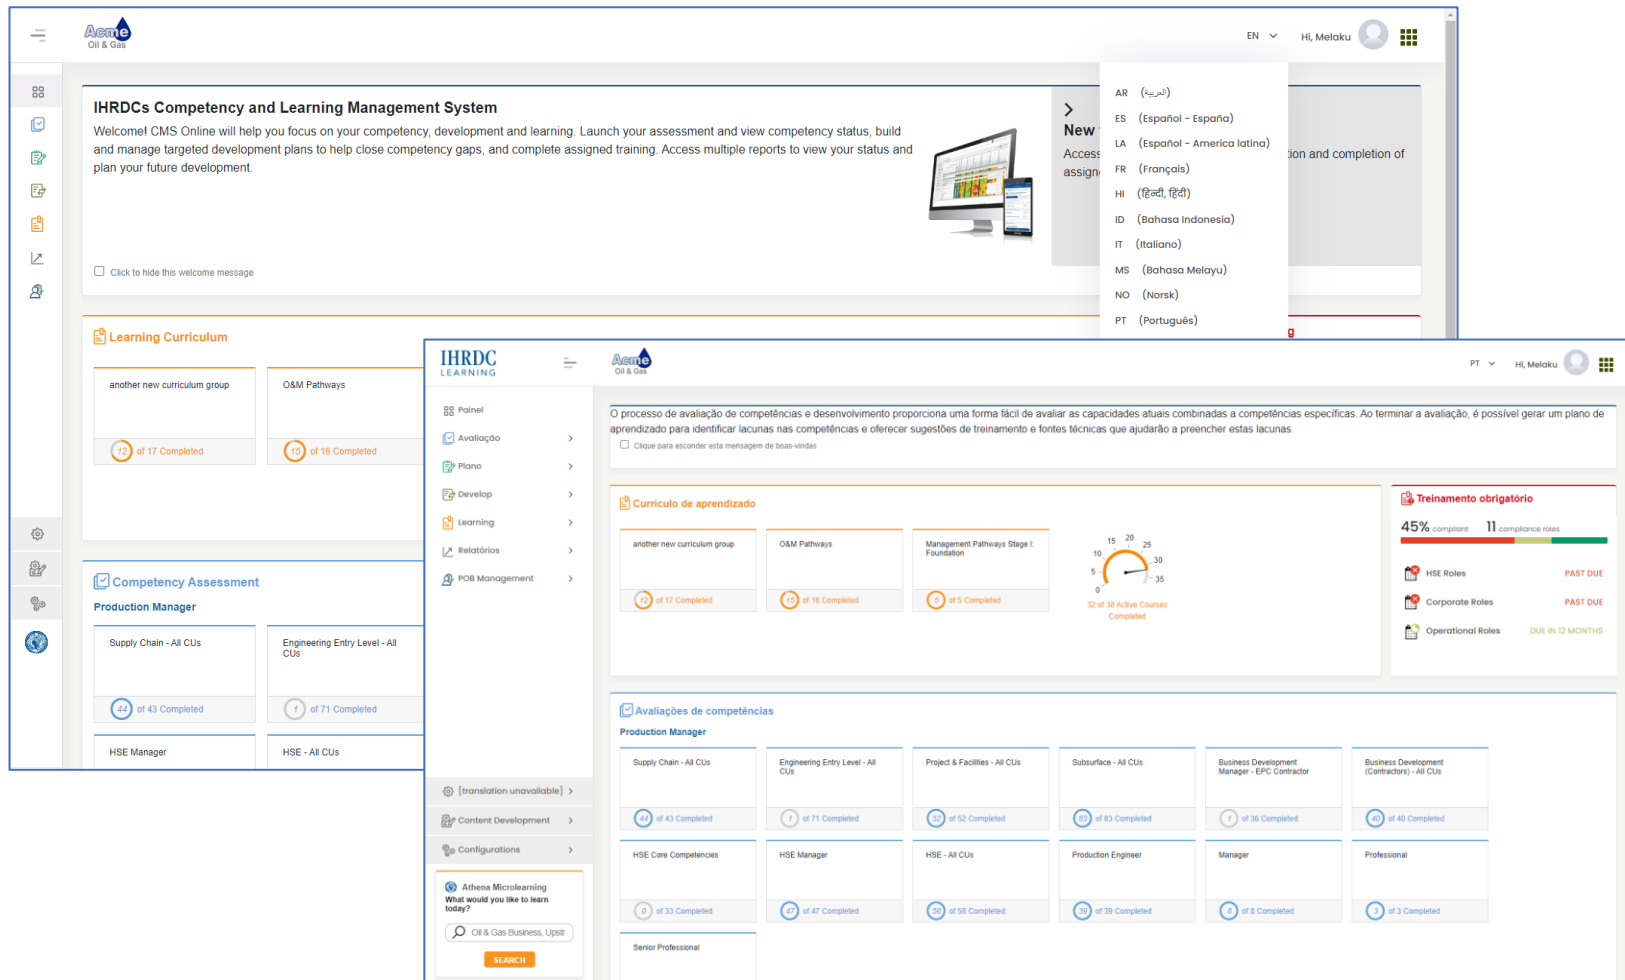 Acme
Oil & Gas
EN
Hi, Melaku
IHRDCs Competency and Learning Management System
Welcome! CMS Online will help you focus on your competency, development and learning. Launch your assessment and view competency status, build
and manage targeted development plans to help close competency gaps, and complete assigned training. Access multiple reports to view your status and
plan your future development.
Click to hide this welcome message
New
Access
tion and completion of
assign
AR (العربية)
ES (Español - España)
LA (Español - America latina)
FR (Français)
HI (हिन्दी, हिंदी)
ID (Bahasa Indonesia)
IT (Italiano)
MS (Bahasa Melayu)
NO (Norsk)
PT (Português)
g
Learning Curriculum
another new curriculum group
12 of 17 Completed
O&M Pathways
15 of 16 Completed
Competency Assessment
Production Manager
Supply Chain - All CUs
44 of 43 Completed
Engineering Entry Level - All
CUs
1 of 71 Completed
HSE Manager
HSE - All CUs
IHRDC
LEARNING
Acme
Oil & Gas
PT
Hi, Melaku
Painel
Avaliação
Plano
Develop
Learning
Relatórios
POB Management
[translation unavailable]
Content Development
Configurations
Athena Microlearning
What would you like to learn
today?
Oil & Gas Business, Upstr
SEARCH
O processo de avaliação de competências e desenvolvimento proporciona uma forma fácil de avaliar as capacidades atuais combinadas a competências específicas. Ao terminar a avaliação, é possível gerar um plano de
aprendizado para identificar lacunas nas competências e oferecer sugestões de treinamento e fontes técnicas que ajudarão a preencher estas lacunas.
Clique para esconder esta mensagem de boas-vindas
Currículo de aprendizado
another new curriculum group
12 of 17 Completed
O&M Pathways
15 of 16 Completed
Management Pathways Stage I:
Foundation
5 of 5 Completed
0 5 10 15 20 25 30 35
32 of 38 Active Courses
Completed
Treinamento obrigatório
45% compliant 11 compliance roles
HSE Roles PAST DUE
Corporate Roles PAST DUE
Operational Roles DUE IN 12 MONTHS
Avaliações de competências
Production Manager
Supply Chain - All CUs
44 of 43 Completed
Engineering Entry Level - All
CUs
1 of 71 Completed
Project & Facilities - All CUs
52 of 52 Completed
Subsurface - All CUs
83 of 83 Completed
Business Development
Manager - EPC Contractor
1 of 36 Completed
Business Development
(Contractors) - All CUs
40 of 40 Completed
HSE Core Competencies
0 of 33 Completed
HSE Manager
47 of 47 Completed
HSE - All CUs
58 of 58 Completed
Production Engineer
39 of 39 Completed
Manager
8 of 8 Completed
Professional
3 of 3 Completed
Senior Professional